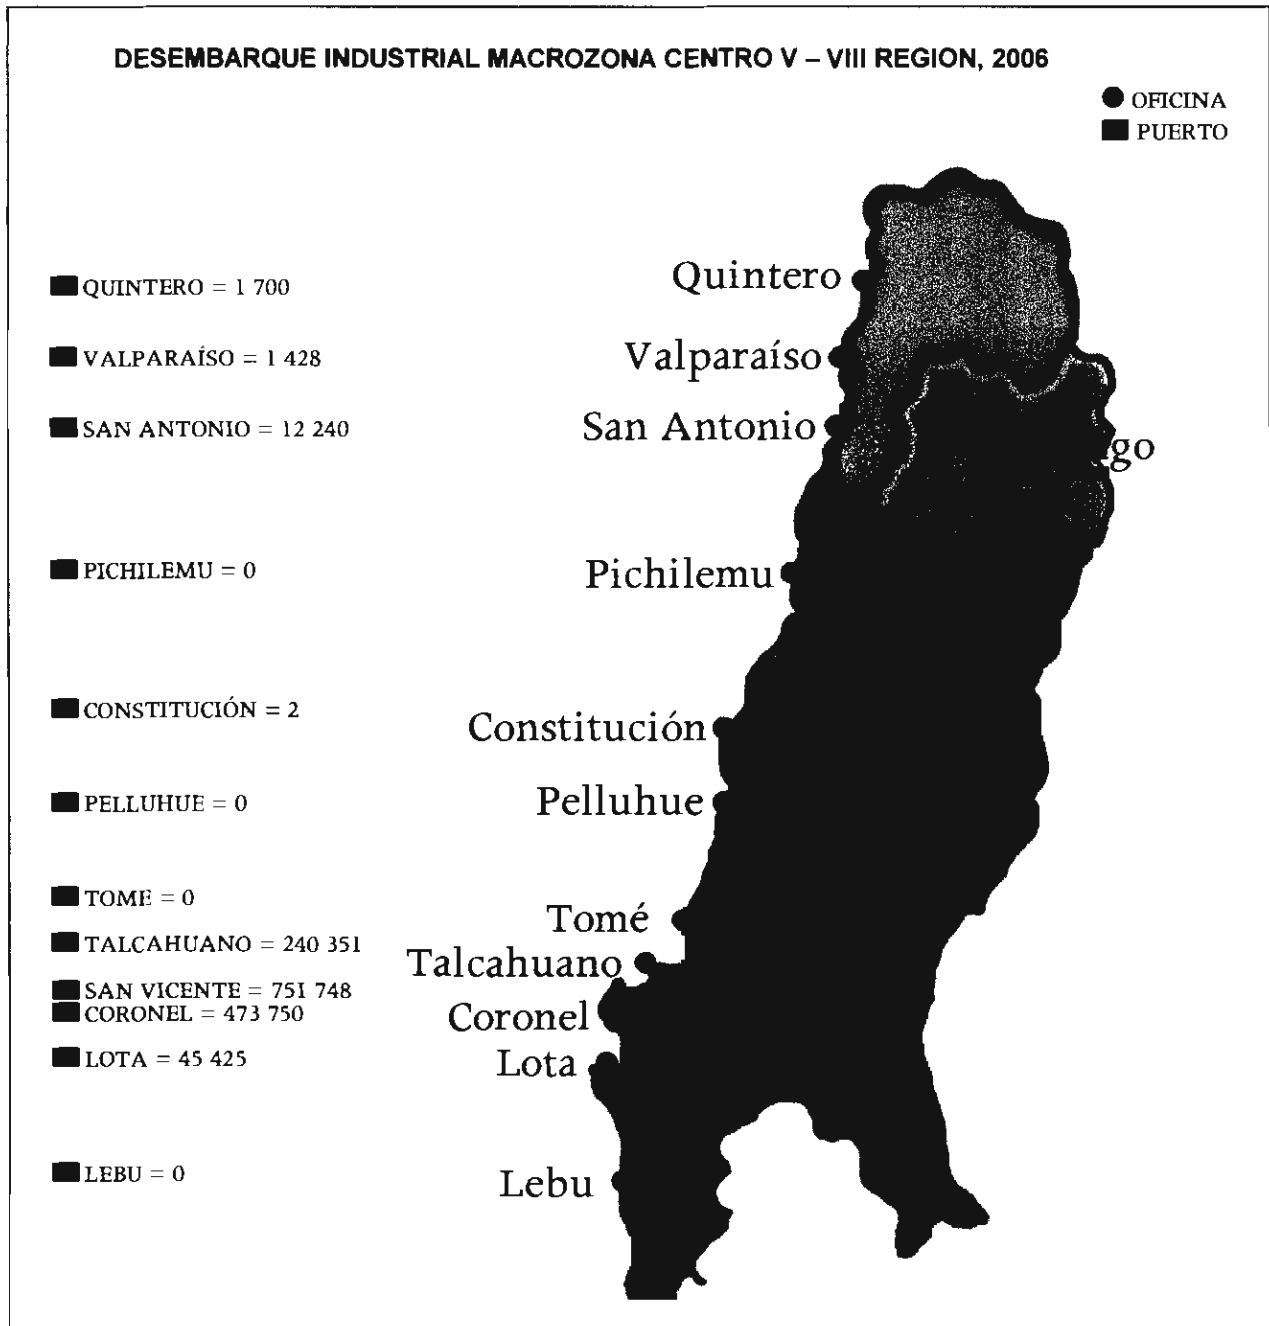 DESEMBARQUE INDUSTRIAL MACROZONA CENTRO V – VIII REGION, 2006
OFICINA
PUERTO
QUINTERO = 1 700
VALPARAÍSO = 1 428
SAN ANTONIO = 12 240
PICHILEMU = 0
CONSTITUCIÓN = 2
PELLUHUE = 0
TOME = 0
TALCAHUANO = 240 351
SAN VICENTE = 751 748
CORONEL = 473 750
LOTA = 45 425
LEBU = 0
Quintero
Valparaíso
San Antonio
go
Pichilemu
Constitución
Pelluhue
Tomé
Talcahuano
Coronel
Lota
Lebu